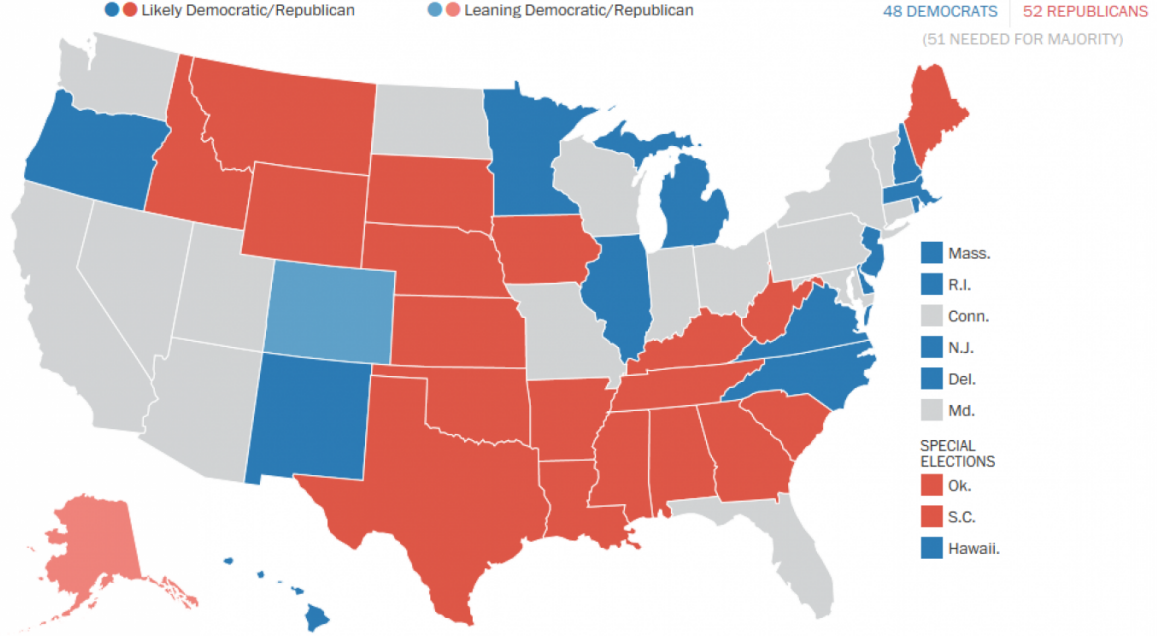 Likely Democratic/Republican
Leaning Democratic/Republican
48 DEMOCRATS
52 REPUBLICANS
(51 NEEDED FOR MAJORITY)
Mass.
R.I.
Conn.
N.J.
Del.
Md.
SPECIAL
ELECTIONS
Ok.
S.C.
Hawaii.